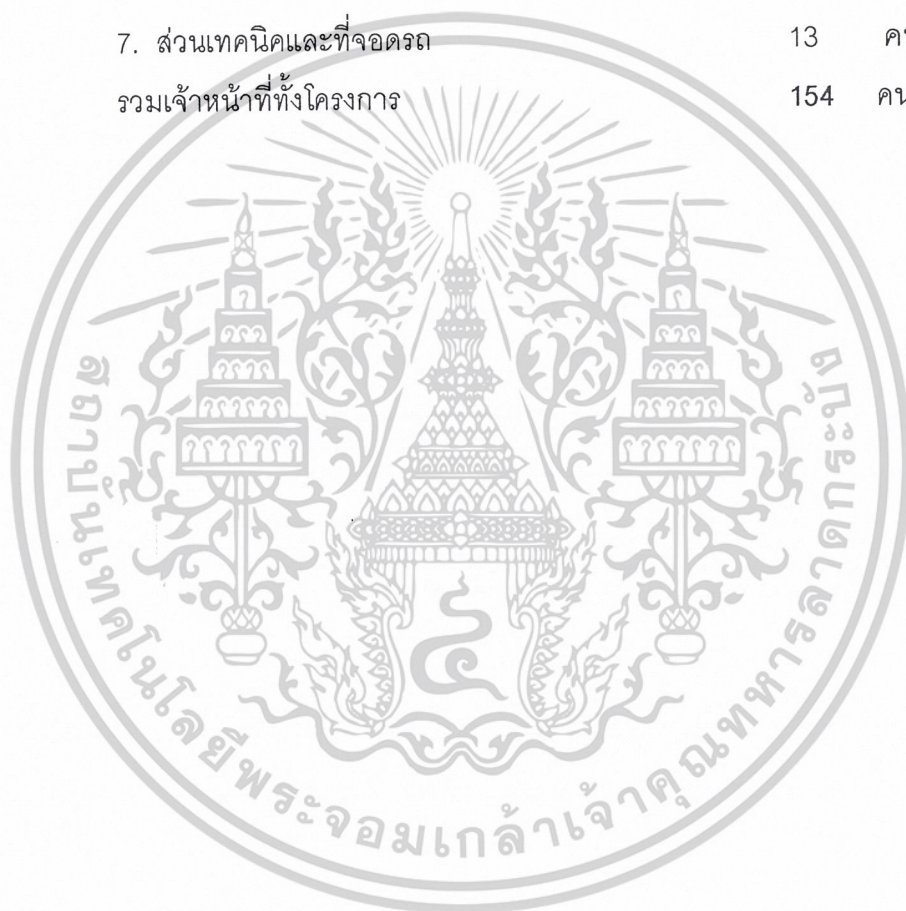 7. ส่วนเทคนิคและที่จอดรถ 13 ค
รวมเจ้าหน้าที่ทั้งโครงการ 154 คน
สถาบันเทคโนโลยีพระจอมเกล้าเจ้าคุณทหารลาดกระบัง
๔